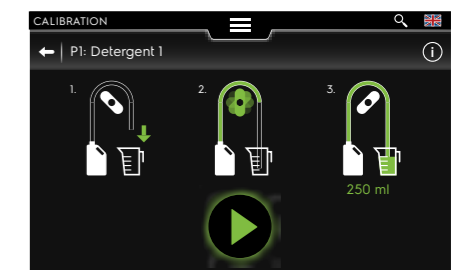 CALIBRATION
P1: Detergent 1
1. 2. 3.
250 ml